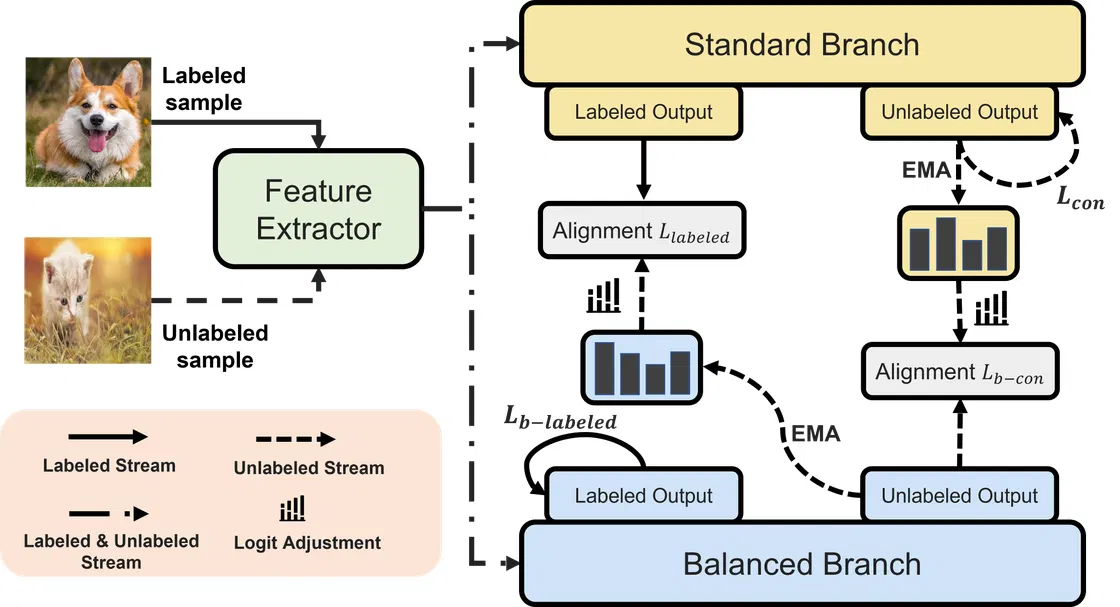 Standard Branch
Labeled Output
Unlabeled Output
Labeled
sample
Feature
Extractor
EMA
L_con
Alignment L_labeled
Unlabeled
sample
Alignment L_b−con
L_b−labeled
EMA
Labeled Output
Unlabeled Output
Balanced Branch
Labeled Stream
Unlabeled Stream
Labeled & Unlabeled
Stream
Logit Adjustment